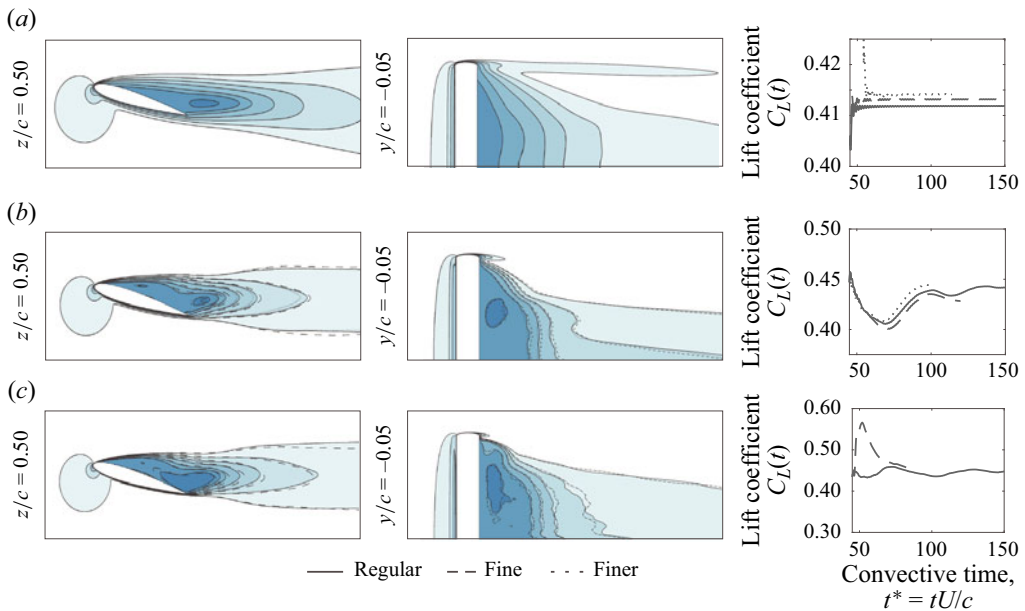 (a)
z/c = 0.50
y/c = −0.05
Lift coefficient
C_L(t)
0.42
0.41
0.40
50
100
150
(b)
z/c = 0.50
y/c = −0.05
Lift coefficient
C_L(t)
0.50
0.45
0.40
50
100
150
(c)
z/c = 0.50
y/c = −0.05
Lift coefficient
C_L(t)
0.60
0.50
0.40
0.30
50
100
150
Regular
Fine
Finer
Convective time,
t* = tU/c